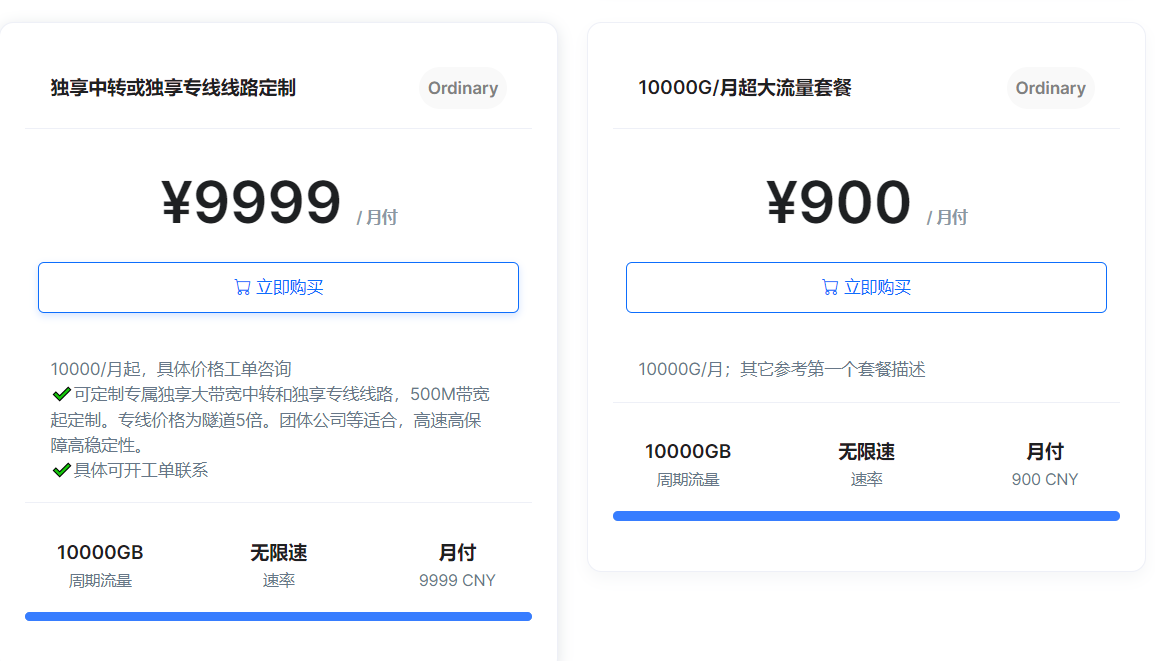 独享中转或独享专线线路定制
Ordinary
¥9999 / 月付
立即购买
10000/月起，具体价格工单咨询
✔可定制专属独享大带宽中转和独享专线线路，500M带宽
起定制。专线价格为隧道5倍。团体公司等适合，高速高保
障高稳定性。
✔具体可开工单联系
10000GB 无限速 月付
周期流量 速率 9999 CNY
10000G/月超大流量套餐
Ordinary
¥900 / 月付
立即购买
10000G/月；其它参考第一个套餐描述
10000GB 无限速 月付
周期流量 速率 900 CNY